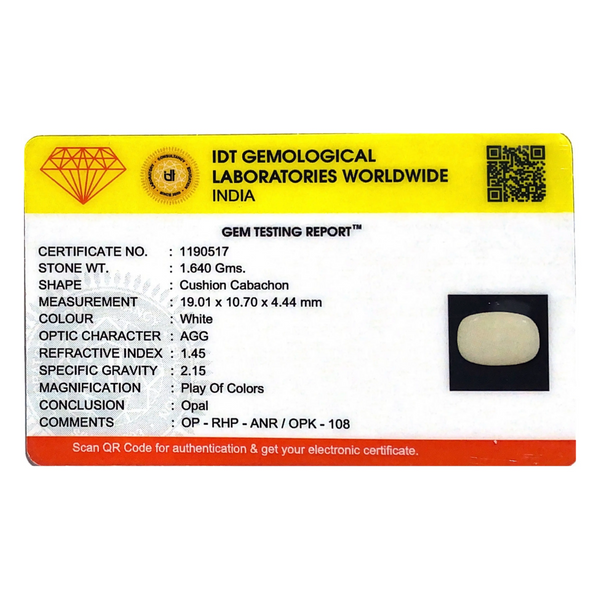 IDT GEMOLOGICAL
LABORATORIES WORLDWIDE
INDIA
GEM TESTING REPORT™
CERTIFICATE NO. : 1190517
STONE WT. : 1.640 Gms.
SHAPE : Cushion Cabachon
MEASUREMENT : 19.01 x 10.70 x 4.44 mm
COLOUR : White
OPTIC CHARACTER : AGG
REFRACTIVE INDEX : 1.45
SPECIFIC GRAVITY : 2.15
MAGNIFICATION : Play Of Colors
CONCLUSION : Opal
COMMENTS : OP - RHP - ANR / OPK - 108
Scan QR Code for authentication & get your electronic certificate.